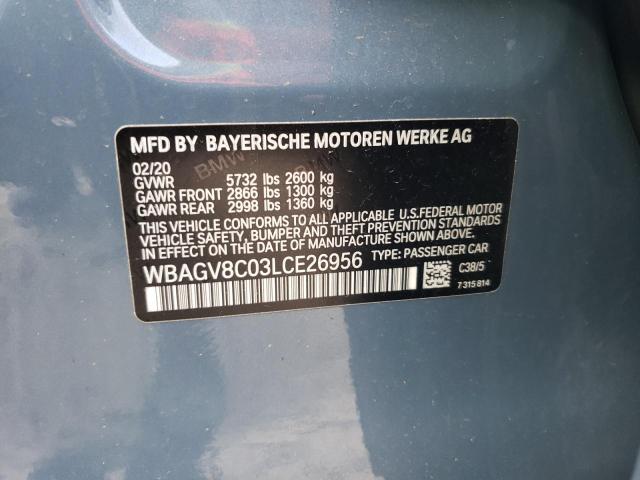 MFD BY BAYERISCHE MOTOREN WERKE AG
02/20
GVWR 5732 lbs 2600 kg
GAWR FRONT 2866 lbs 1300 kg
GAWR REAR 2998 lbs 1360 kg
THIS VEHICLE CONFORMS TO ALL APPLICABLE U.S. FEDERAL MOTOR
VEHICLE SAFETY, BUMPER, AND THEFT PREVENTION STANDARDS
IN EFFECT ON THE DATE OF MANUFACTURE SHOWN ABOVE.
WBAGV8C03LCE26956 TYPE: PASSENGER CAR
C38/5
7 315 814
BMW